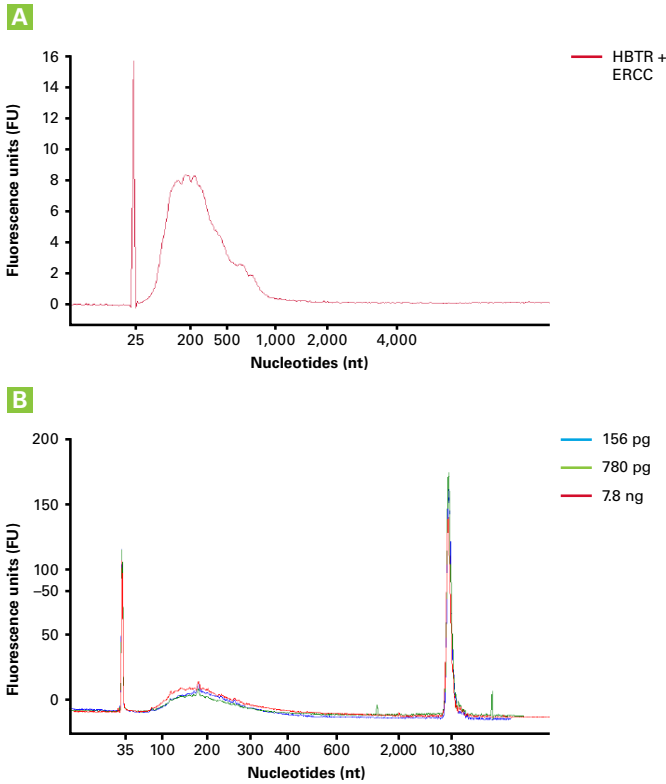 A
16
14
12
10
8
6
4
2
0
Fluorescence units (FU)
25 200 500 1,000 2,000 4,000
Nucleotides (nt)
HBTR +
ERCC
B
200
150
100
–50
50
0
Fluorescence units (FU)
35 100 200 300 400 600 2,000 10,380
Nucleotides (nt)
156 pg
780 pg
7.8 ng